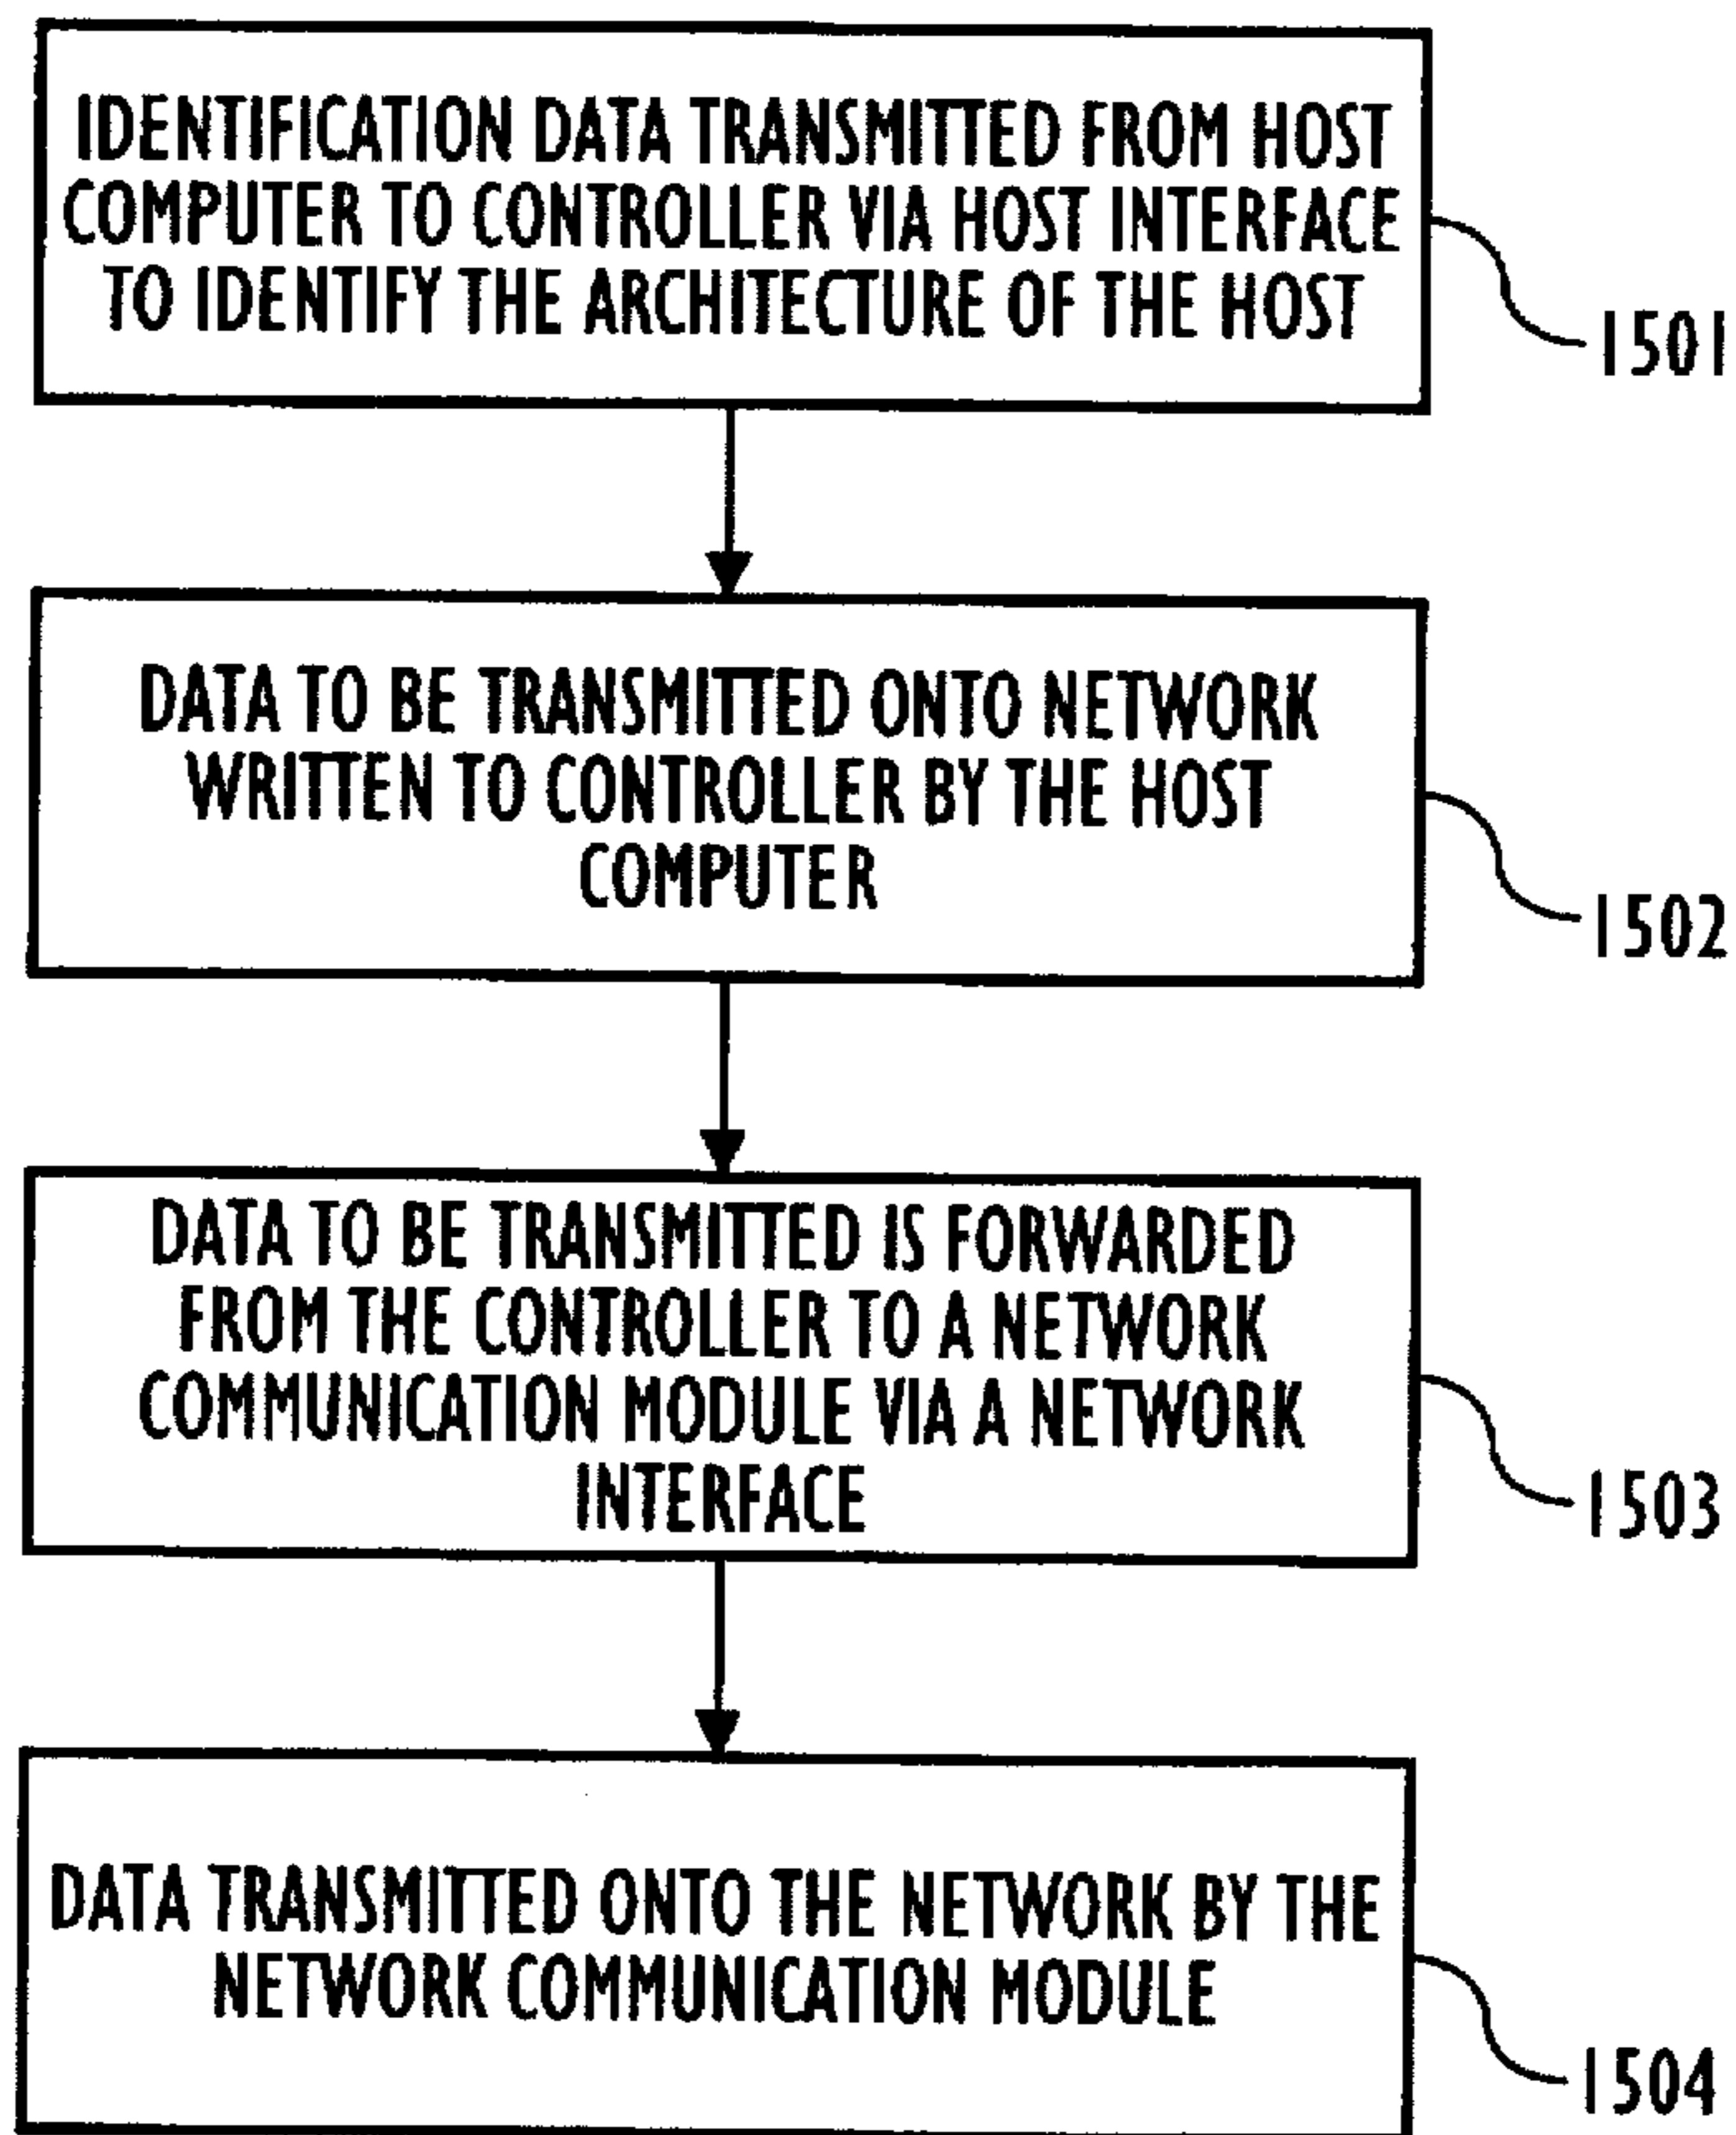 IDENTIFICATION DATA TRANSMITTED FROM HOST
COMPUTER TO CONTROLLER VIA HOST INTERFACE
TO IDENTIFY THE ARCHITECTURE OF THE HOST
1501
DATA TO BE TRANSMITTED ONTO NETWORK
WRITTEN TO CONTROLLER BY THE HOST
COMPUTER
1502
DATA TO BE TRANSMITTED IS FORWARDED
FROM THE CONTROLLER TO A NETWORK
COMMUNICATION MODULE VIA A NETWORK
INTERFACE
1503
DATA TRANSMITTED ONTO THE NETWORK BY THE
NETWORK COMMUNICATION MODULE
1504